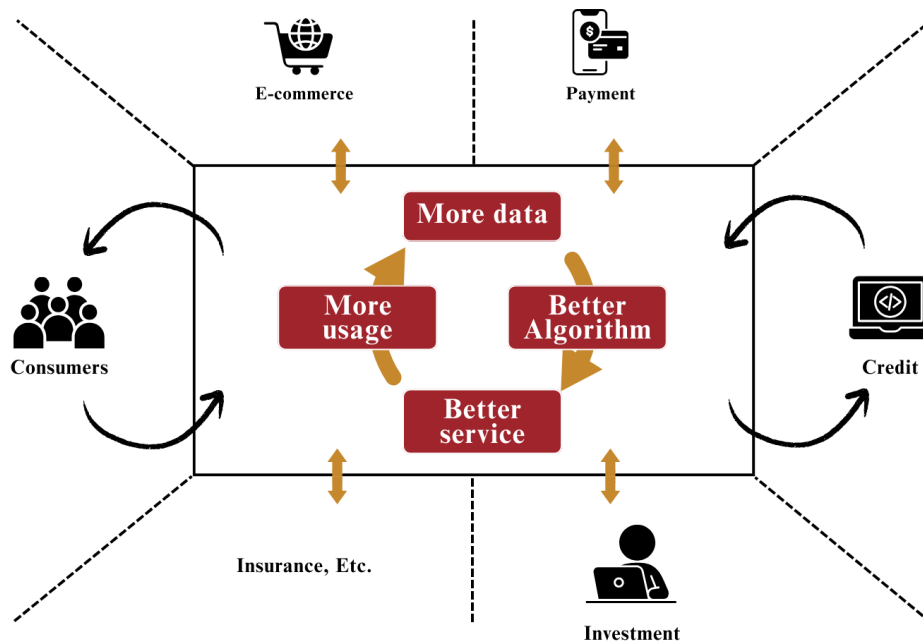 E-commerce
Payment
More data
More
usage
Better
Algorithm
Consumers
Credit
Better
service
Insurance, Etc.
Investment
$